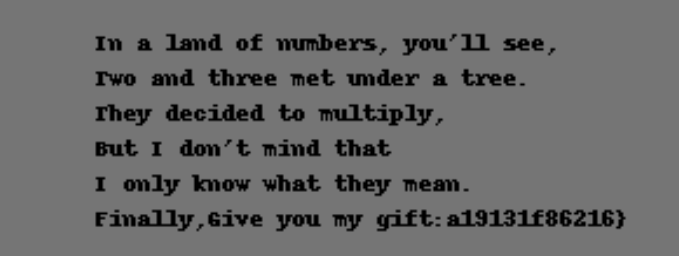 In a land of numbers, you'll see,
Two and three met under a tree.
They decided to multiply,
But I don't mind that
I only know what they mean.
Finally,Give you my gift:a19131f86216}